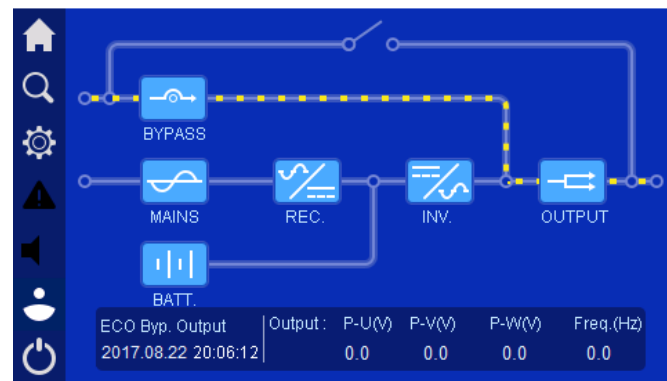 BYPASS
MAINS REC. INV. OUTPUT
BATT.
ECO Byp. Output Output : P-U(V) P-V(V) P-W(V) Freq.(Hz)
2017.08.22 20:06:12 0.0 0.0 0.0 0.0